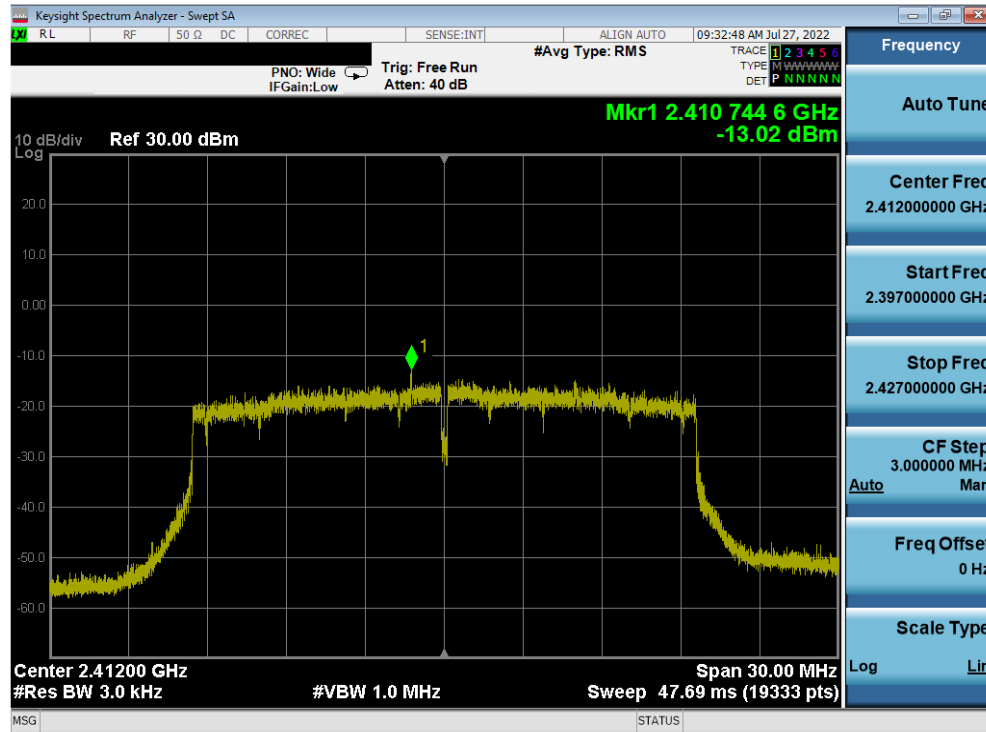 Keysight Spectrum Analyzer - Swept SA
LXI RL RF 50 Ω DC CORREC SENSE:INT ALIGN AUTO 09:32:48 AM Jul 27, 2022
#Avg Type: RMS TRACE 1 2 3 4 5 6
PNO: Wide Trig: Free Run TYPE M WWWWW
IFGain:Low Atten: 40 dB DET P N N N N N
Mkr1 2.410 744 6 GHz
-13.02 dBm
10 dB/div Ref 30.00 dBm
Log
20.0
10.0
0.00
-10.0
1
-20.0
-30.0
-40.0
-50.0
-60.0
Center 2.41200 GHz Span 30.00 MHz
#Res BW 3.0 kHz #VBW 1.0 MHz Sweep 47.69 ms (19333 pts)
MSG STATUS
Frequency
Auto Tune
Center Freq
2.412000000 GHz
Start Freq
2.397000000 GHz
Stop Freq
2.427000000 GHz
CF Step
3.000000 MHz
Auto Man
Freq Offset
0 Hz
Scale Type
Log Lin